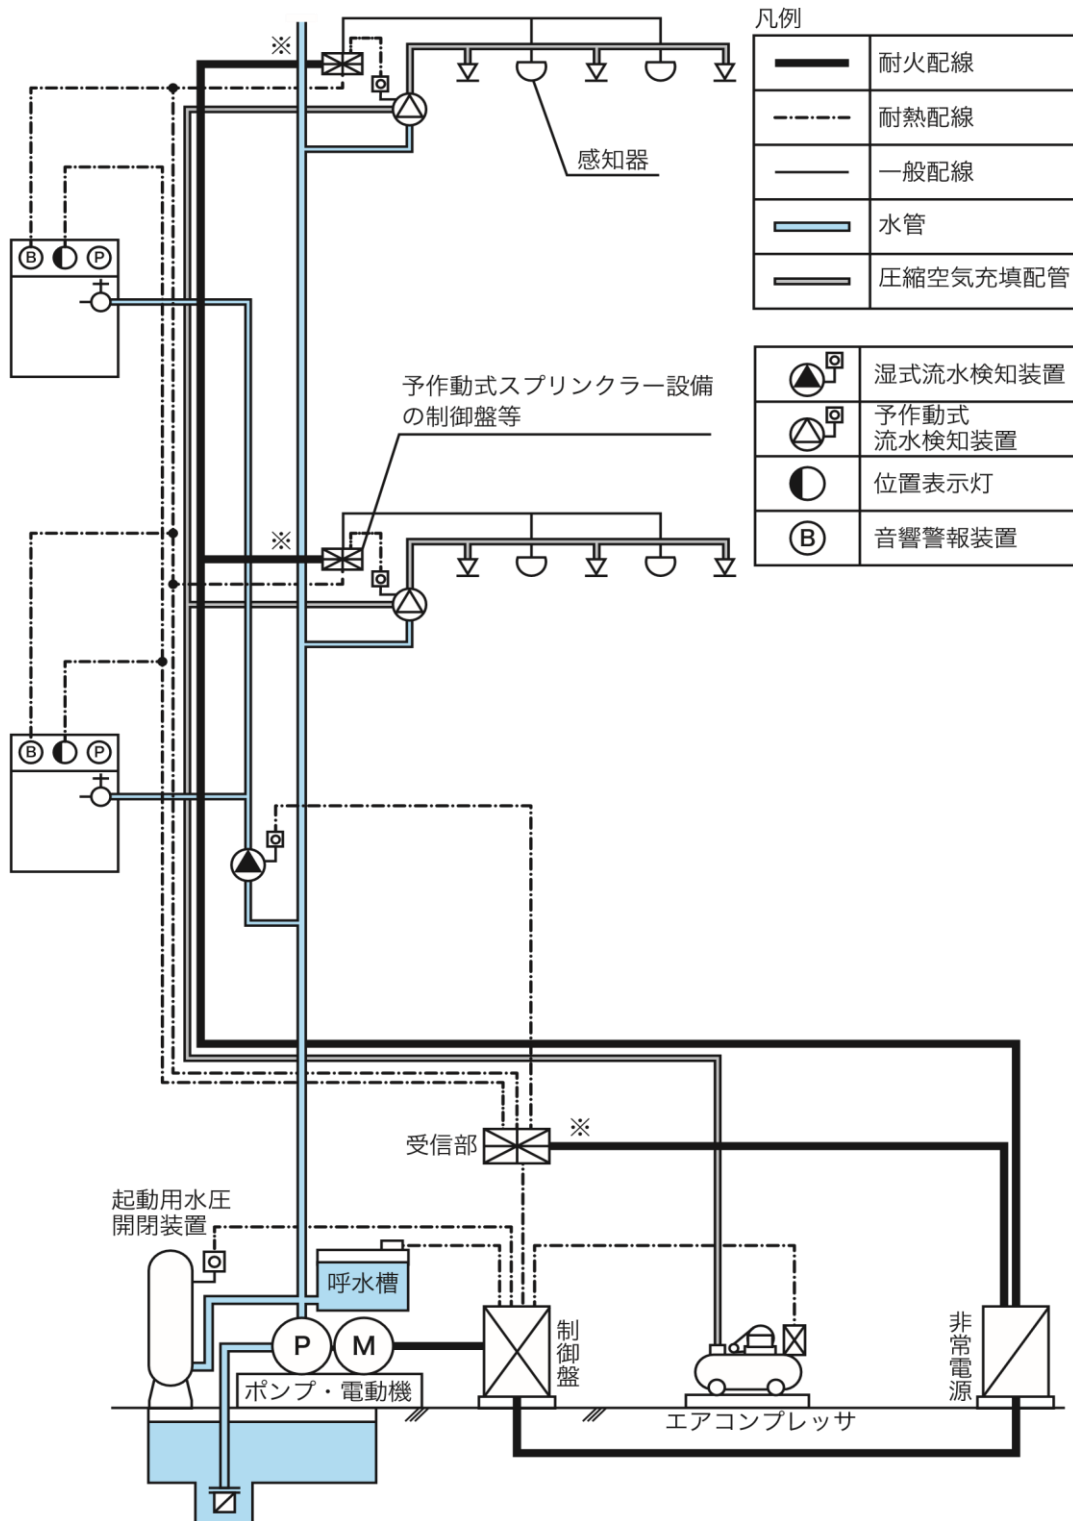 凡例
※
耐火配線
耐熱配線
一般配線
水管
圧縮空気充填配管
感知器
B
P
湿式流水検知装置
予作動式
流水検知装置
位置表示灯
B
音響警報装置
予作動式スプリンクラー設備
の制御盤等
※
B
P
受信部
※
起動用水圧
開閉装置
呼水槽
P
M
制御盤
非常電源
ポンプ・電動機
エアコンプレッサ